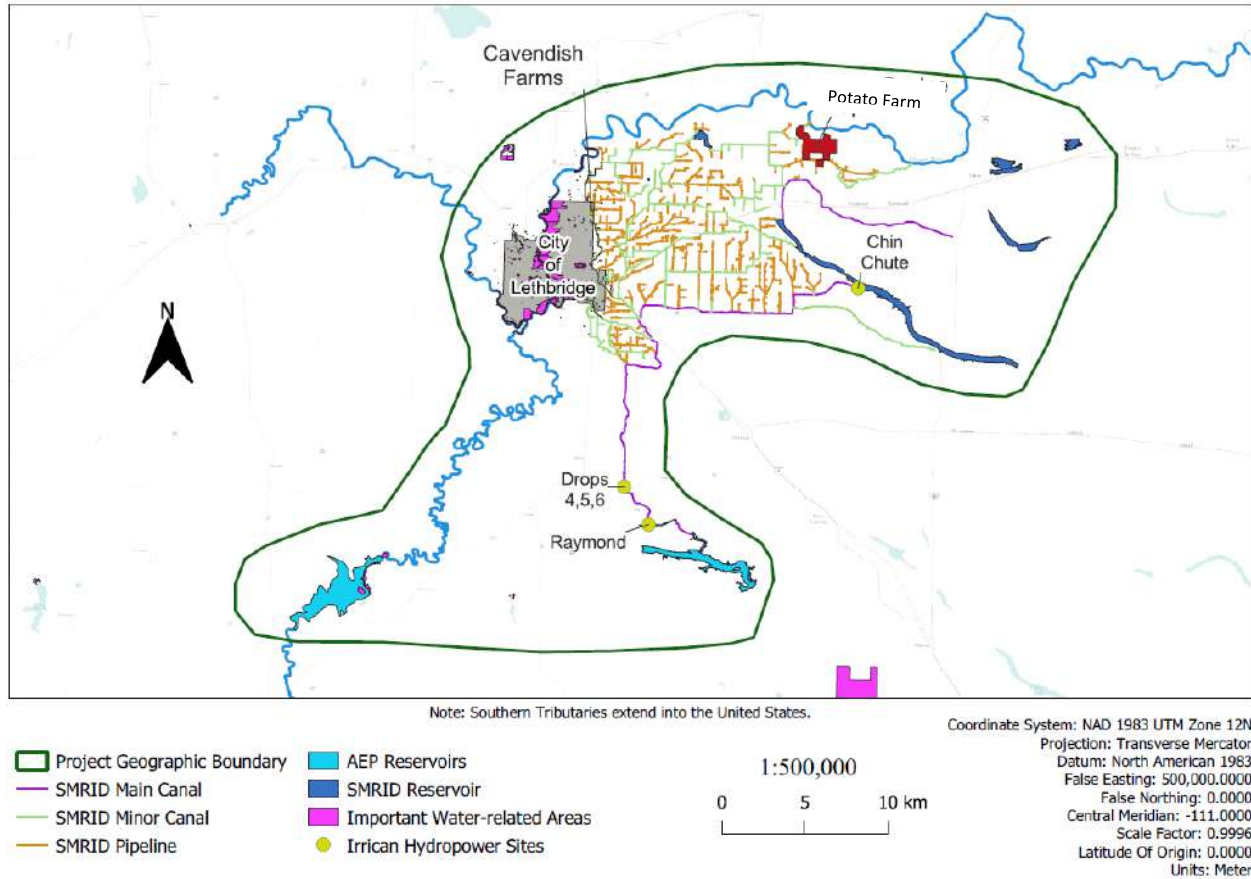 Cavendish
Farms
Potato Farm
City
of
Lethbridge
Chin
Chute
N
Drops
4,5,6
Raymond
Note: Southern Tributaries extend into the United States.
Project Geographic Boundary
SMRID Main Canal
SMRID Minor Canal
SMRID Pipeline
AEP Reservoirs
SMRID Reservoir
Important Water-related Areas
Irrican Hydropower Sites
1:500,000
0 5 10 km
Coordinate System: NAD 1983 UTM Zone 12N
Projection: Transverse Mercator
Datum: North American 1983
False Easting: 500,000.0000
False Northing: 0.0000
Central Meridian: -111.0000
Scale Factor: 0.9996
Latitude Of Origin: 0.0000
Units: Meter